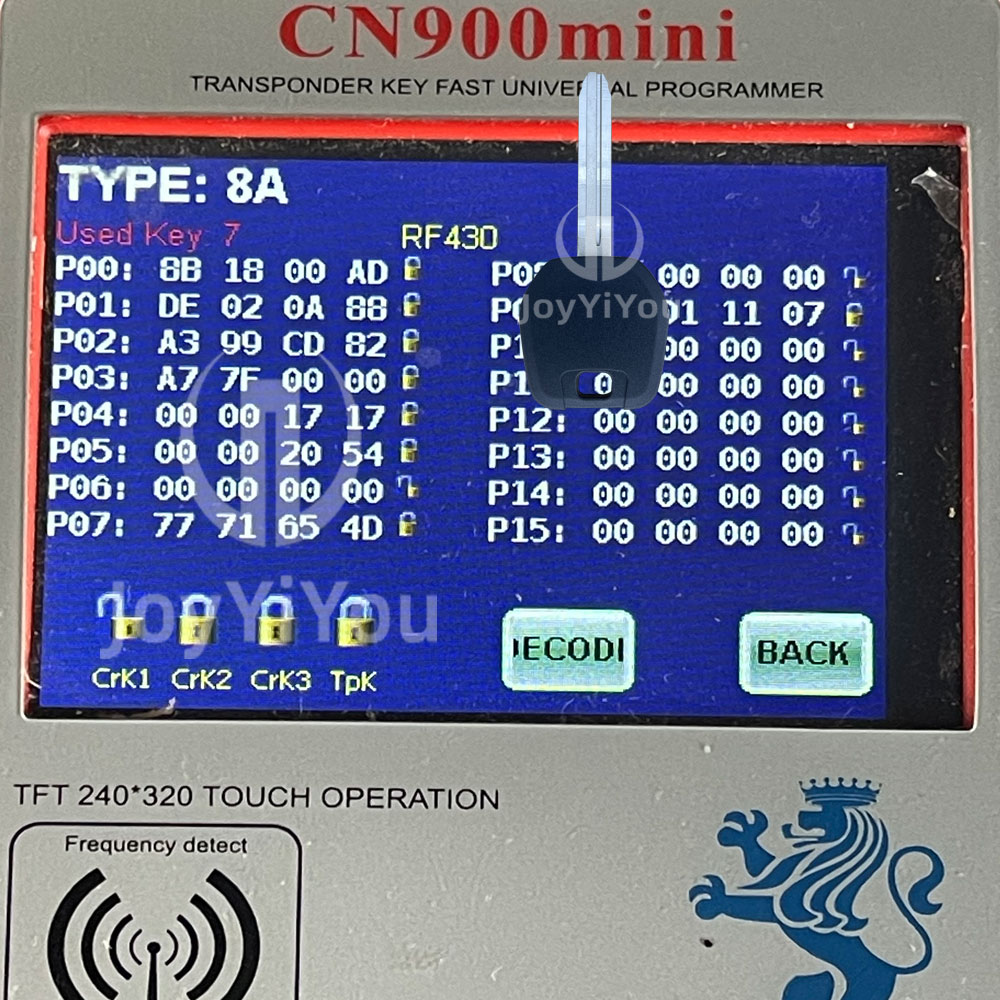 CN900mini
TRANSPONDER KEY FAST PROGRAMMER
TYPE: 8A
Used Key: 7
RF430
P00: 8B 18 00 AD
P01: DE 02 0A 88
P02: A3 99 CD 82
P03: A7 7F 00 00
P04: 00 00 17 17
P05: 00 00 20 54
P06: 00 00 00 00
P07: 77 71 65 4D
00 00 00
11 07
00 00
00 00 00
P12: 00 00 00 00
P13: 00 00 00 00
P14: 00 00 00 00
P15: 00 00 00 00
JoyYiYou
JoyYiYou
CrK1 CrK2 CrK3 TpK
BACK
TFT 240*320 TOUCH OPERATION
Frequency detect